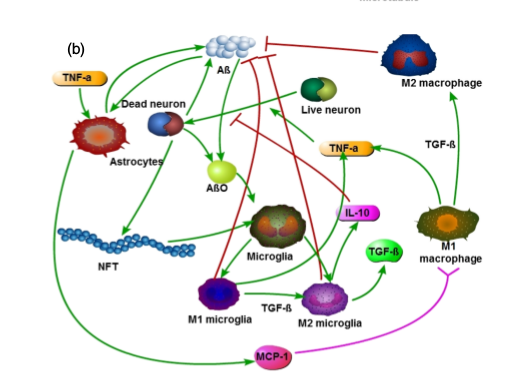 (b)
TNF-a
Aß
M2 macrophage
Dead neuron
Live neuron
Astrocytes
TNF-a
TGF-ß
AßO
IL-10
NFT
Microglia
TGF-ß
M1
macrophage
M1 microglia
TGF-ß
M2 microglia
MCP-1